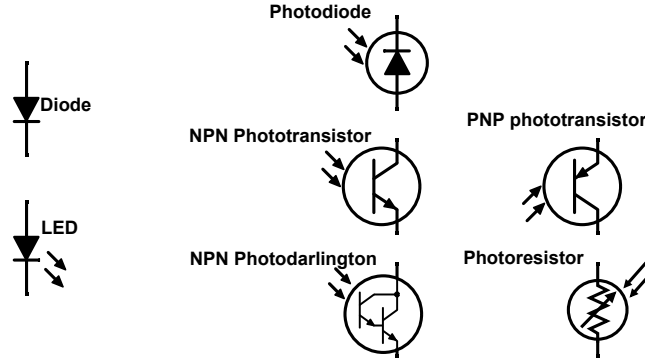 Photodiode
Diode
NPN Phototransistor
PNP phototransistor
LED
NPN Photodarlington
Photoresistor